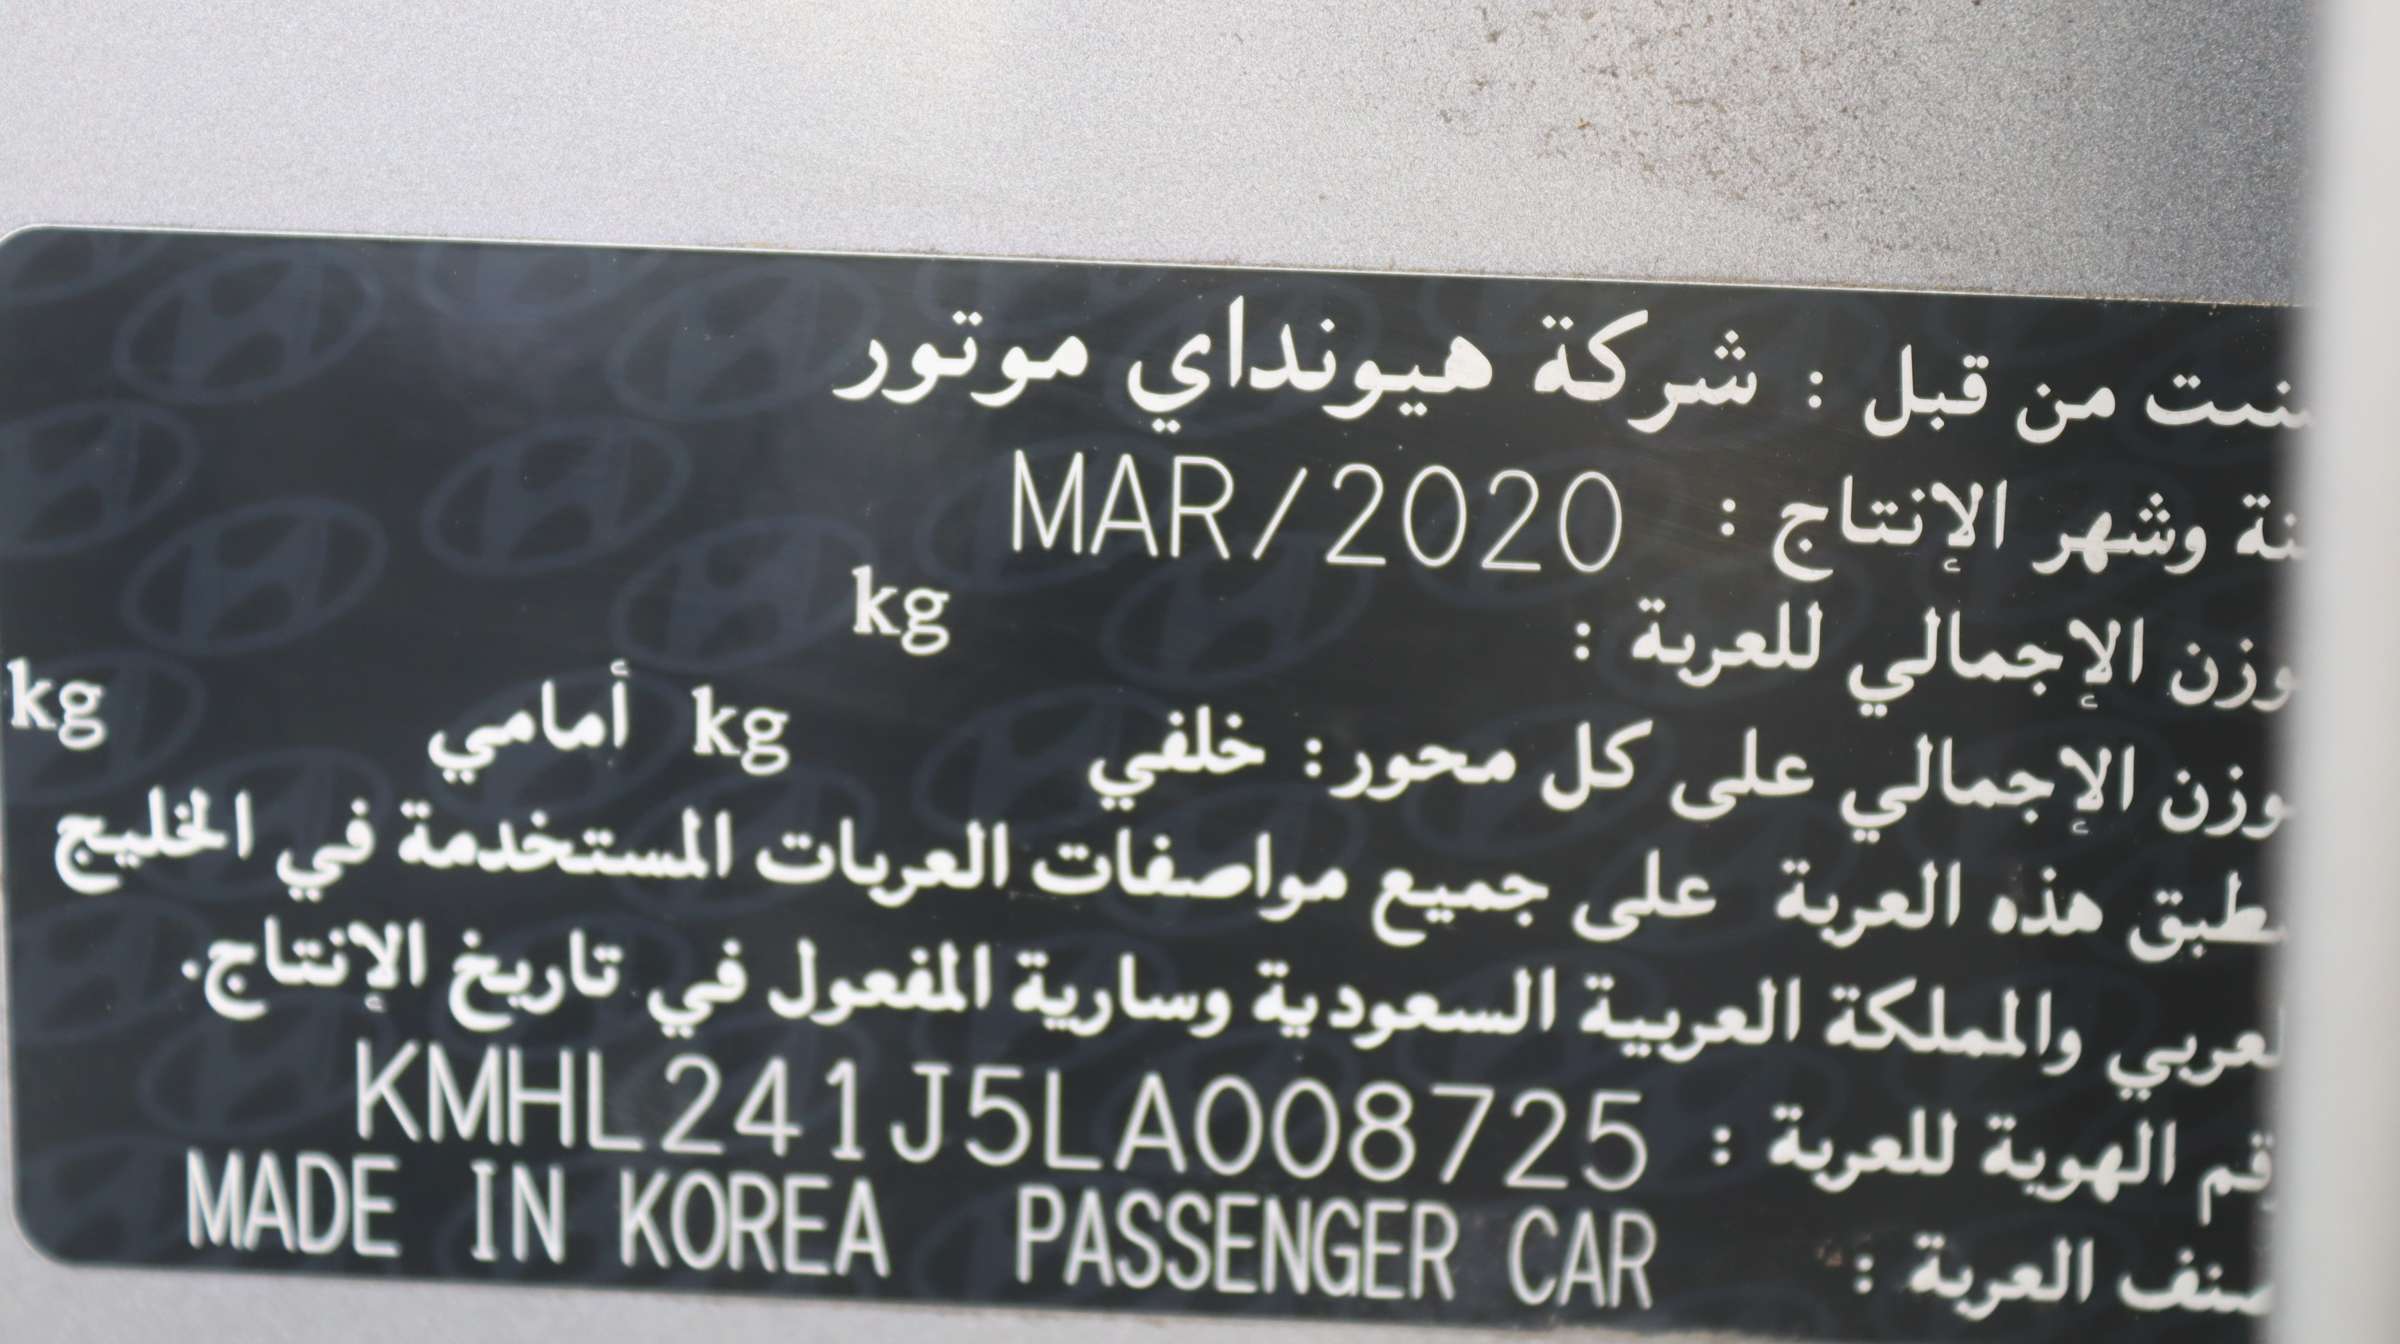 من قبل : شركة هيونداي موتور
وشهر الإنتاج : MAR/2020
الإجمالي للعربة : kg
الإجمالي على كل محور: خلفي kg أمامي kg
هذه العربة على جميع مواصفات العربات المستخدمة في الخليج
والمملكة العربية السعودية وسارية المفعول في تاريخ الإنتاج.
الهوية للعربة : KMHL241J5LA008725
العربة : PASSENGER CAR MADE IN KOREA